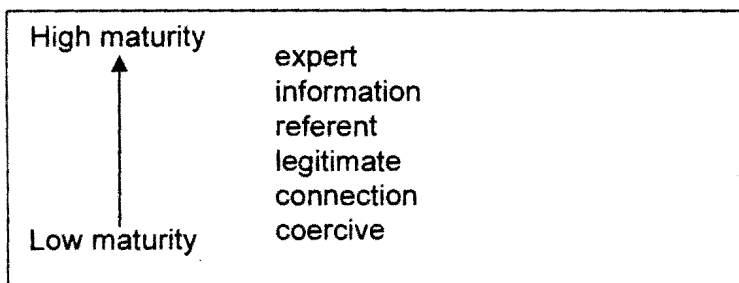 High maturity
expert
information
referent
legitimate
connection
coercive
Low maturity